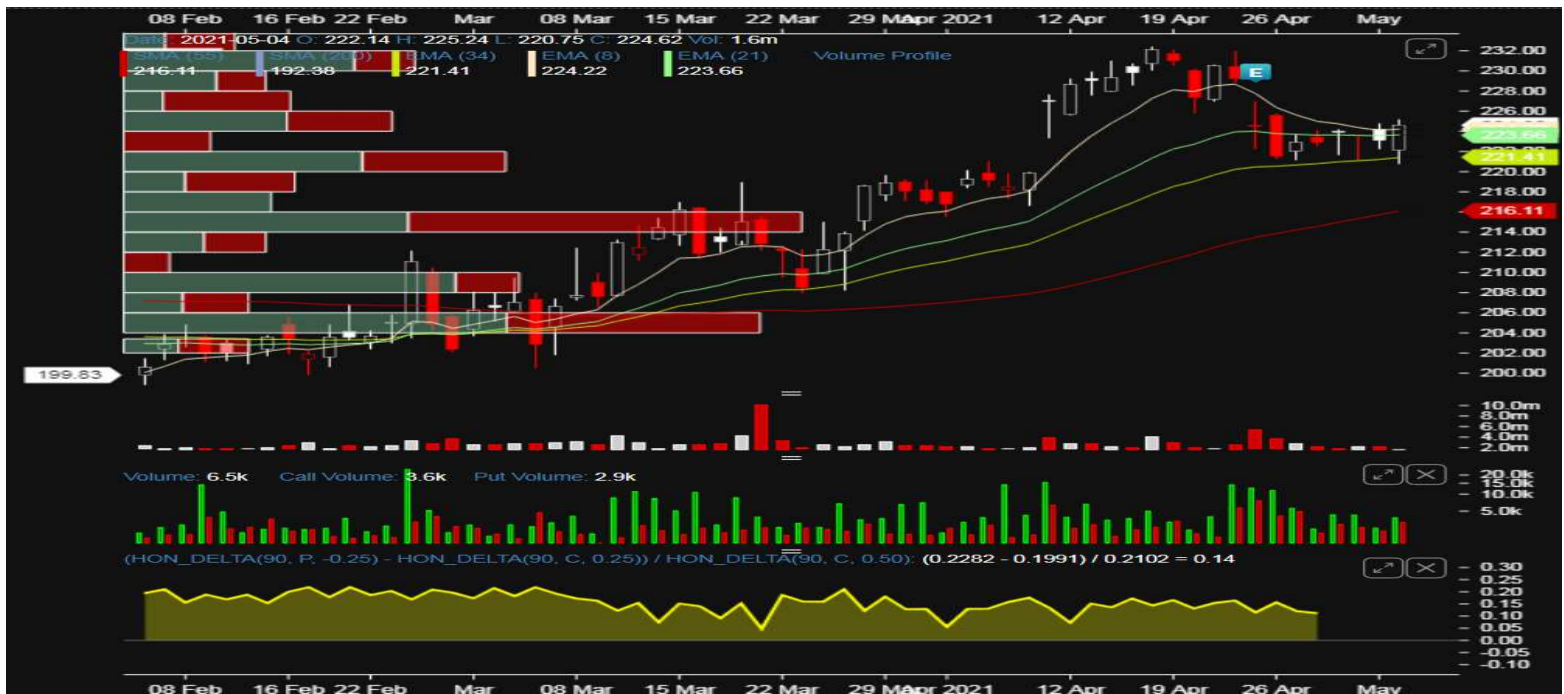 08 Feb 16 Feb 22 Feb Mar 08 Mar 15 Mar 22 Mar 29 Mar Apr 2021 12 Apr 19 Apr 26 Apr May
Date: 2021-05-04 O: 222.14 H: 225.24 L: 220.75 C: 224.62 Vol: 1.6m
SMA (55) SMA (200) EMA (34) EMA (8) EMA (21) Volume Profile
216.11 192.38 221.41 224.22 223.66
232.00
230.00
E
228.00
226.00
223.66
222.00
221.41
220.00
218.00
216.11
214.00
212.00
210.00
208.00
206.00
204.00
202.00
200.00
199.83
10.0m
8.0m
6.0m
4.0m
2.0m
Volume: 6.5k Call Volume: 3.6k Put Volume: 2.9k
20.0k
15.0k
10.0k
5.0k
(HON_DELTA(90, P, -0.25) - HON_DELTA(90, C, 0.25)) / HON_DELTA(90, C, 0.50): (0.2282 - 0.1991) / 0.2102 = 0.14
0.30
0.25
0.20
0.15
0.10
0.05
0.00
-0.05
-0.10
08 Feb 16 Feb 22 Feb Mar 08 Mar 15 Mar 22 Mar 29 Mar Apr 2021 12 Apr 19 Apr 26 Apr May